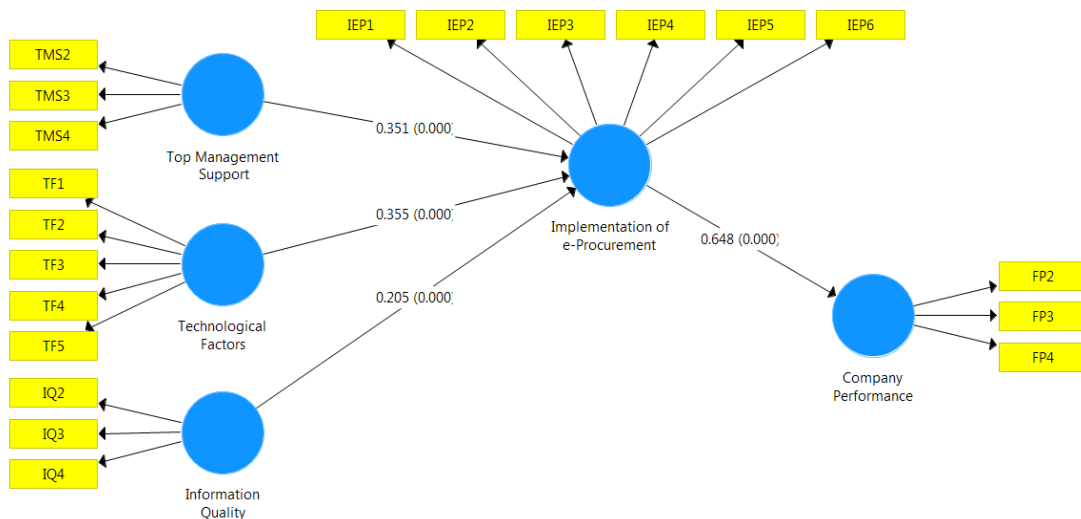 IEP1
IEP2
IEP3
IEP4
IEP5
IEP6
TMS2
TMS3
TMS4
Top Management
Support
0.351 (0.000)
TF1
TF2
TF3
TF4
TF5
Technological
Factors
0.355 (0.000)
Implementation of
e-Procurement
0.648 (0.000)
0.205 (0.000)
FP2
FP3
FP4
Company
Performance
IQ2
IQ3
IQ4
Information
Quality